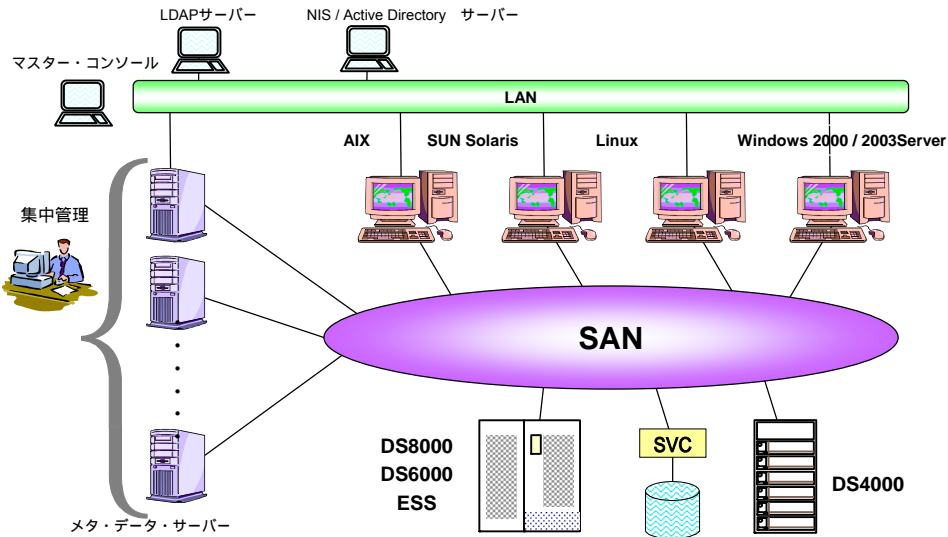 LDAPサーバー
NIS / Active Directory サーバー
マスター・コンソール
LAN
AIX
SUN Solaris
Linux
Windows 2000 / 2003Server
集中管理
SAN
DS8000
DS6000
ESS
SVC
DS4000
メタ・データ・サーバー